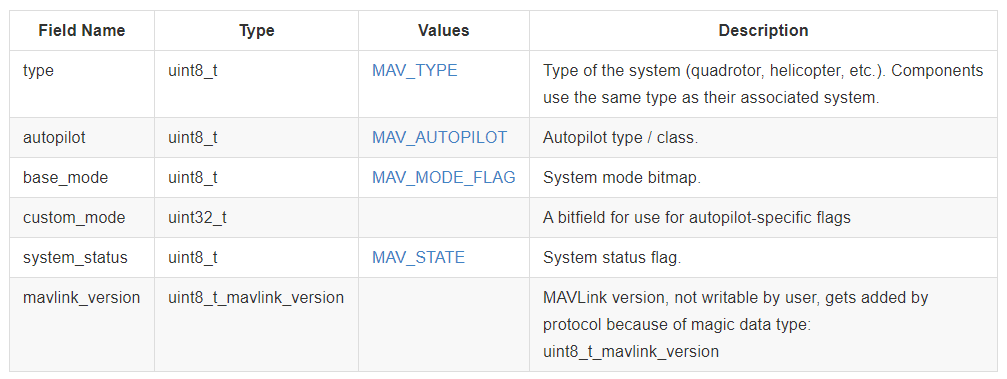 Field Name Type Values Description
type uint8_t MAV_TYPE Type of the system (quadrotor, helicopter, etc.). Components
use the same type as their associated system.
autopilot uint8_t MAV_AUTOPILOT Autopilot type / class.
base_mode uint8_t MAV_MODE_FLAG System mode bitmap.
custom_mode uint32_t A bitfield for use for autopilot-specific flags
system_status uint8_t MAV_STATE System status flag.
mavlink_version uint8_t_mavlink_version MAVLink version, not writable by user, gets added by
protocol because of magic data type:
uint8_t_mavlink_version